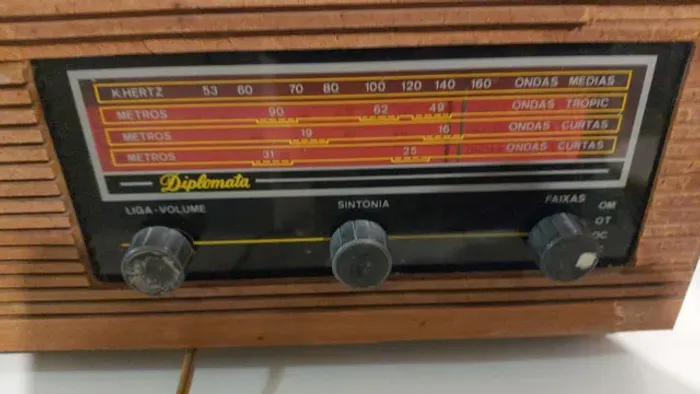 K.HERTZ 53 60 70 80 100 120 140 160 ONDAS MEDIAS
METROS 90 62 49 ONDAS TROPIC
METROS 19 16 ONDAS CURTAS
METROS 31 25 ONDAS CURTAS
Diplomata
LIGA - VOLUME SINTONIA FAIXAS
OM
OT
OC